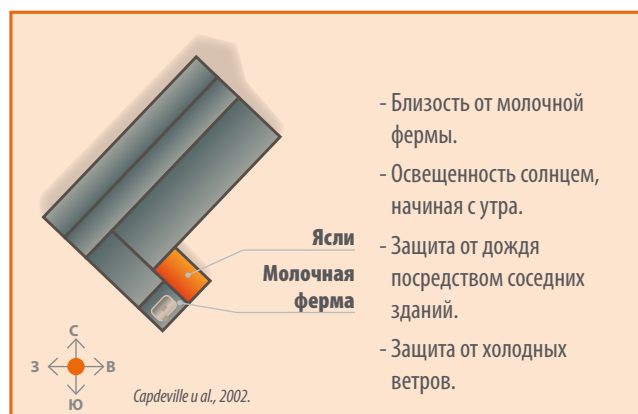 - Близость от молочной
фермы.
- Освещенность солнцем,
начиная с утра.
- Защита от дождя
посредством соседних
зданий.
- Защита от холодных
ветров.
Ясли
Молочная
ферма
С
З
В
Ю
Capdeville u al., 2002.